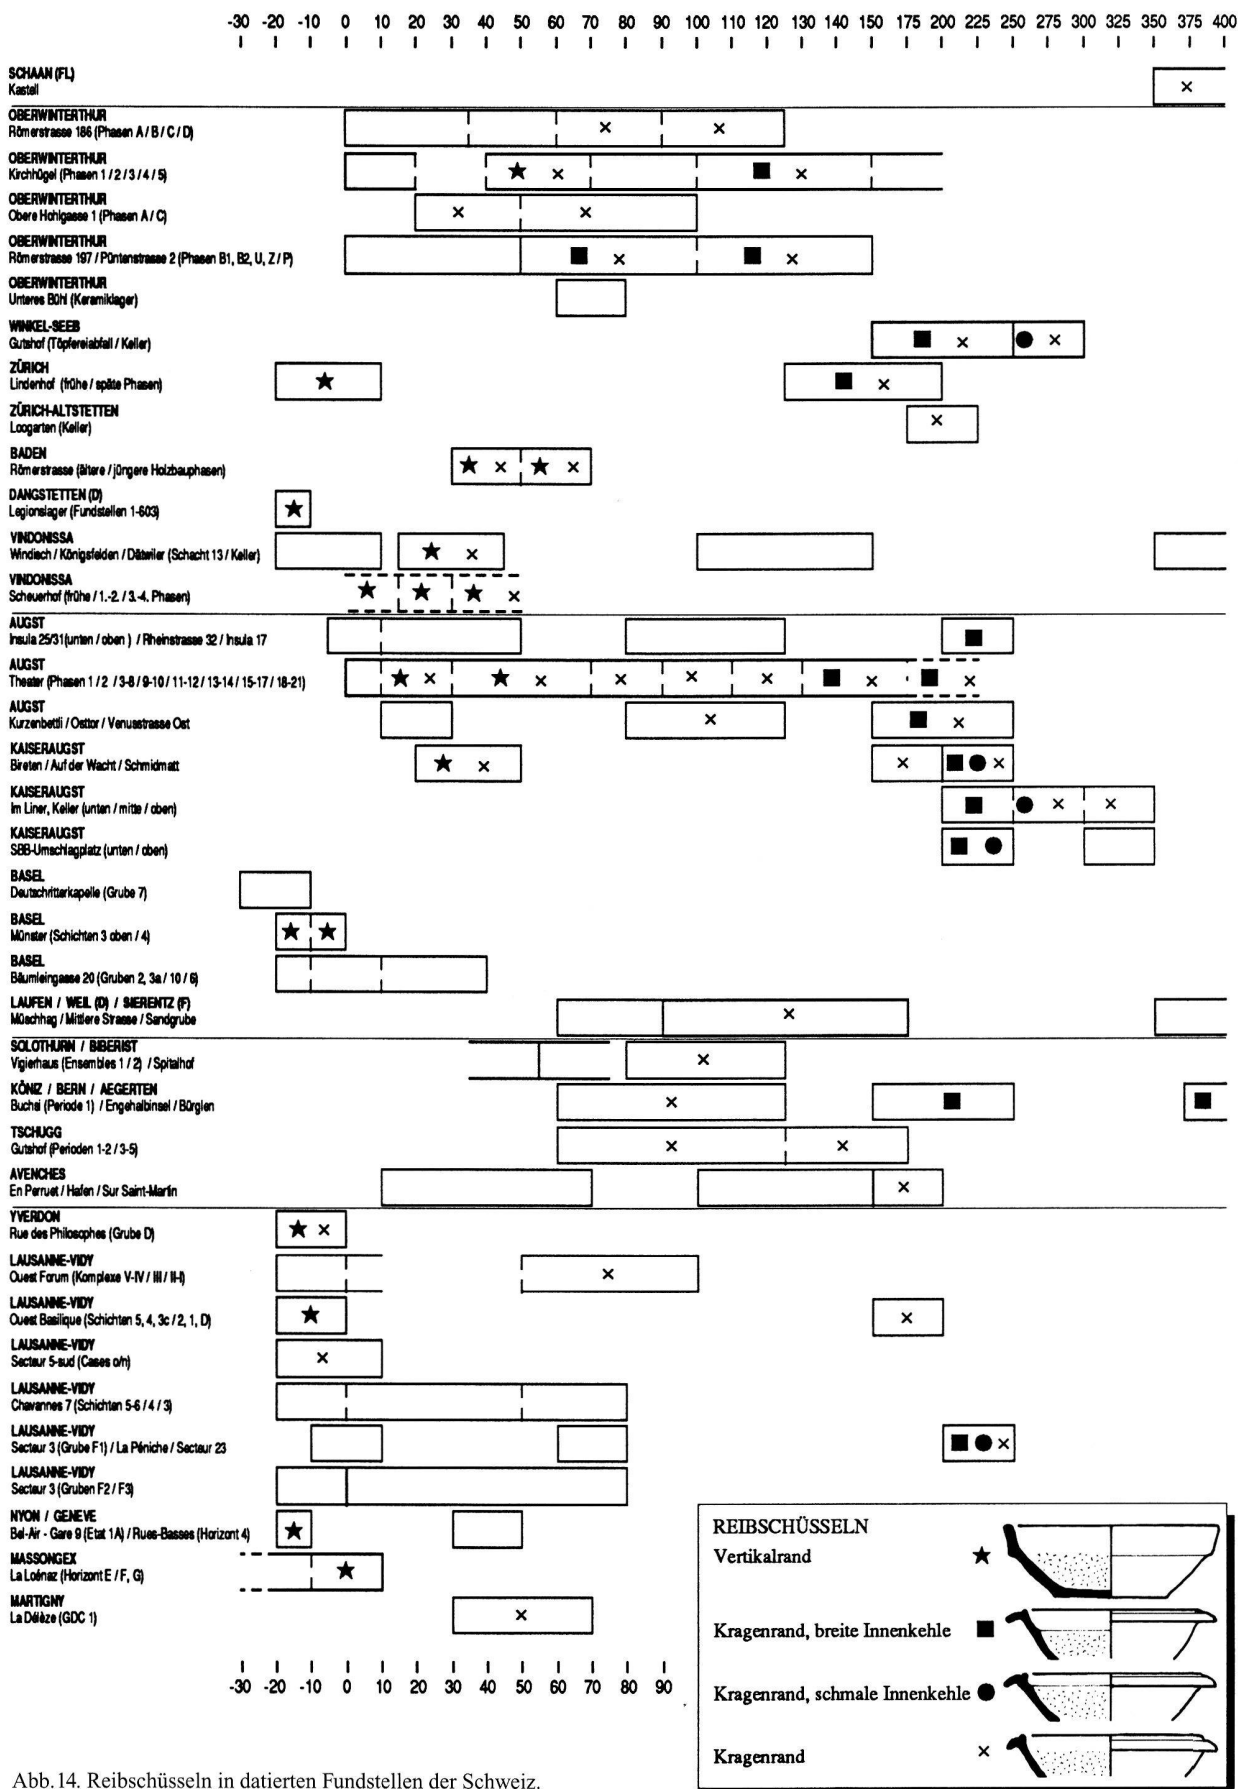 -30 -20 -10 0 10 20 30 40 50 60 70 80 90 100 110 120 130 140 150 175 200 225 250 275 300 325 350 375 400
SCHAAN (FL)
Kastell
OBERWINTERTHUR
Römerstrasse 186 (Phasen A / B / C / D)
OBERWINTERTHUR
Kirchhügel (Phasen 1 / 2 / 3 / 4 / 5)
OBERWINTERTHUR
Obere Hohlgasse 1 (Phasen A / C)
OBERWINTERTHUR
Römerstrasse 197 / Püntenstrasse 2 (Phasen B1, B2, U, Z / P)
OBERWINTERTHUR
Unteres Bühl (Keramiklager)
WINKEL-SEEB
Gutshof (Töpfereiabfall / Keller)
ZÜRICH
Lindenhof (frühe / späte Phasen)
ZÜRICH-ALTSTETTEN
Loogarten (Keller)
BADEN
Römerstrasse (ältere / jüngere Holzbauphasen)
DANGSTETTEN (D)
Legionslager (Fundstellen 1-603)
VINDONISSA
Windisch / Königsfelden / Dätwiler (Schacht 13 / Keller)
VINDONISSA
Scheuerhof (frühe / 1.-2. / 3.-4. Phasen)
AUGST
Insula 25/31(unten / oben ) / Rheinstrasse 32 / Insula 17
AUGST
Theater (Phasen 1 / 2 / 3-8 / 9-10 / 11-12 / 13-14 / 15-17 / 18-21)
AUGST
Kurzenbettli / Osttor / Venusstrasse Ost
KAISERAUGST
Bireten / Auf der Wacht / Schmidmatt
KAISERAUGST
Im Liner, Keller (unten / mitte / oben)
KAISERAUGST
SBB-Umschlagplatz (unten / oben)
BASEL
Deutschritterkapelle (Grube 7)
BASEL
Münster (Schichten 3 oben / 4)
BASEL
Bäumleingasse 20 (Gruben 2, 3a / 10 / 6)
LAUFEN / WEIL (D) / SIERENTZ (F)
Müschhag / Mittlere Strasse / Sandgrube
SOLOTHURN / BIBERIST
Vigierhaus (Ensembles 1 / 2) / Spitalhof
KÖNIZ / BERN / AEGERTEN
Buchsi (Periode 1) / Engehalbinsel / Bürglen
TSCHUGG
Gutshof (Perioden 1-2 / 3-5)
AVENCHES
En Perruet / Hafen / Sur Saint-Martin
YVERDON
Rue des Philosophes (Grube D)
LAUSANNE-VIDY
Ouest Forum (Komplexe V-IV / III / II-I)
LAUSANNE-VIDY
Ouest Basilique (Schichten 5, 4, 3c / 2, 1, D)
LAUSANNE-VIDY
Secteur 5-sud (Cases o/n)
LAUSANNE-VIDY
Chavannes 7 (Schichten 5-6 / 4 / 3)
LAUSANNE-VIDY
Secteur 3 (Grube F1) / La Péniche / Secteur 23
LAUSANNE-VIDY
Secteur 3 (Gruben F2 / F3)
NYON / GENEVE
Bel-Air - Gare 9 (Etat 1A) / Rues-Basses (Horizont 4)
MASSONGEX
La Loénaz (Horizont E / F, G)
MARTIGNY
La Délèze (GDC 1)
-30 -20 -10 0 10 20 30 40 50 60 70 80 90
REIBSCHÜSSELN
Vertikalrand
Kragenrand, breite Innenkehle
Kragenrand, schmale Innenkehle
Kragenrand
Abb.14. Reibschüsseln in datierten Fundstellen der Schweiz.